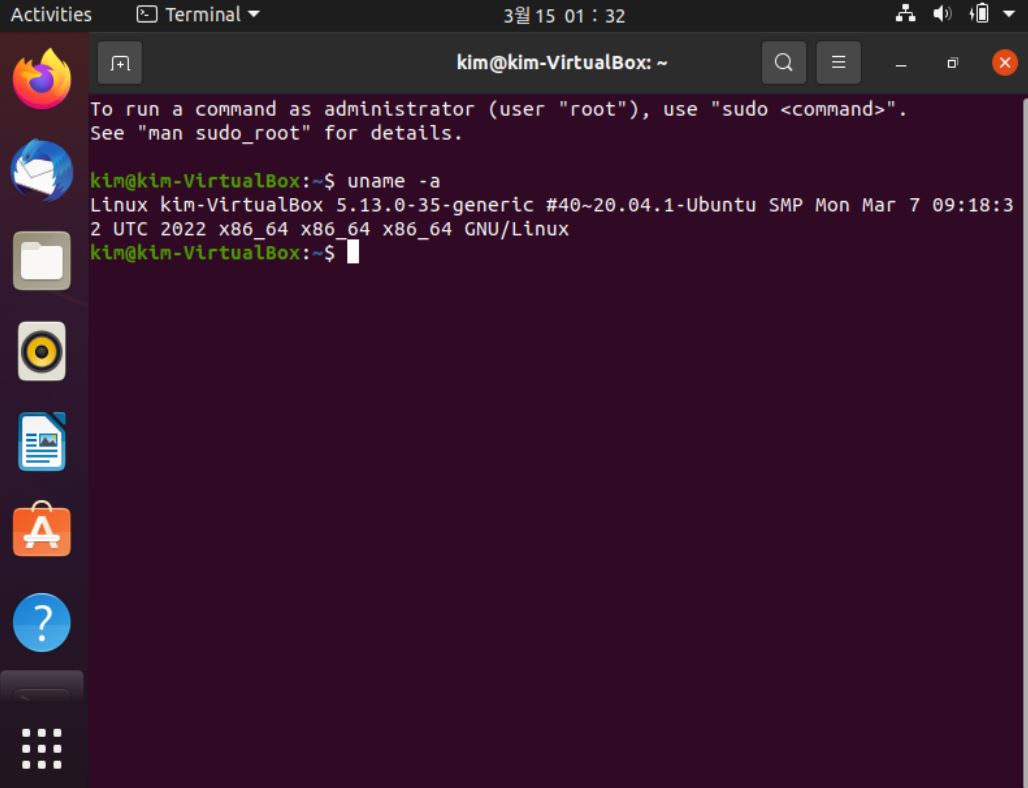 Activities Terminal 3월 15 01：32
kim@kim-VirtualBox: ~
To run a command as administrator (user "root"), use "sudo <command>".
See "man sudo_root" for details.
kim@kim-VirtualBox:~$ uname -a
Linux kim-VirtualBox 5.13.0-35-generic #40~20.04.1-Ubuntu SMP Mon Mar 7 09:18:3
2 UTC 2022 x86_64 x86_64 x86_64 GNU/Linux
kim@kim-VirtualBox:~$